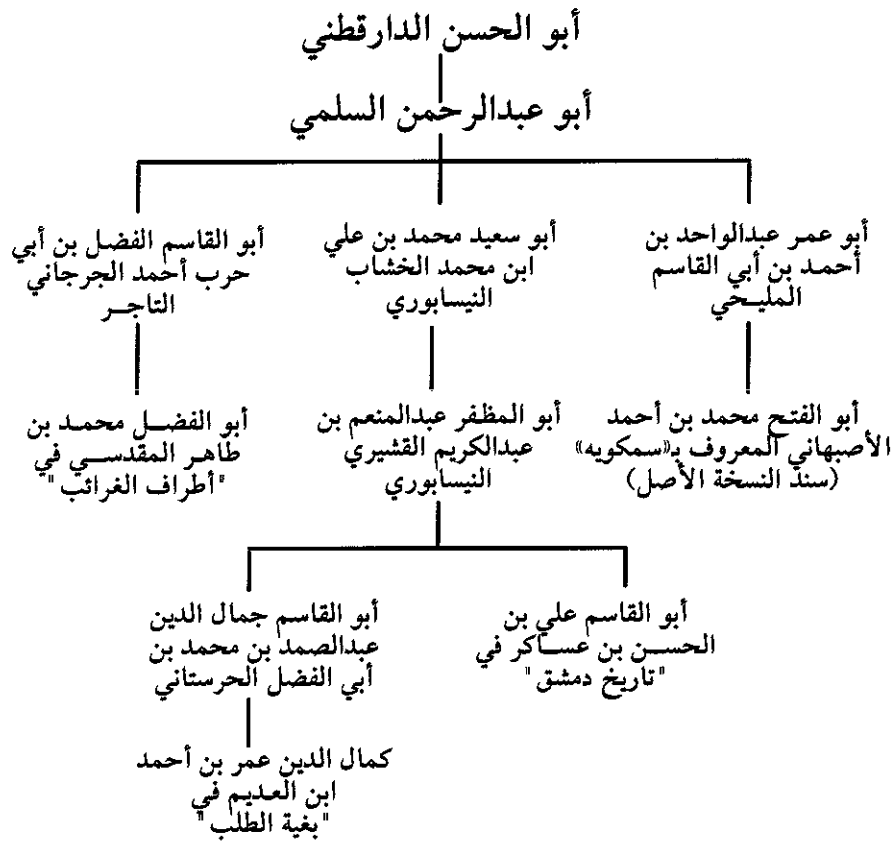 أبو الحسن الدارقطني
أبو عبدالرحمن السلمي
أبو عمر عبدالواحد بن
أحمد بن أبي القاسم
المليحي
أبو سعيد محمد بن علي
ابن محمد الخشاب
النيسابوري
أبو القاسم الفضل بن أبي
حرب أحمد الجرجاني
التاجر
أبو الفتح محمد بن أحمد
الأصبهاني المعروف بـ«سمكويه»
(سند النسخة الأصل)
أبو المظفر عبدالمنعم بن
عبدالكريم القشيري
النيسابوري
أبو الفضل محمد بن
طاهر المقدسي في
"أطراف الغرائب"
أبو القاسم علي بن
الحسن بن عساكر في
"تاريخ دمشق"
أبو القاسم جمال الدين
عبدالصمد بن محمد بن
أبي الفضل الحرستاني
كمال الدين عمر بن أحمد
ابن العديم في
"بغية الطلب"